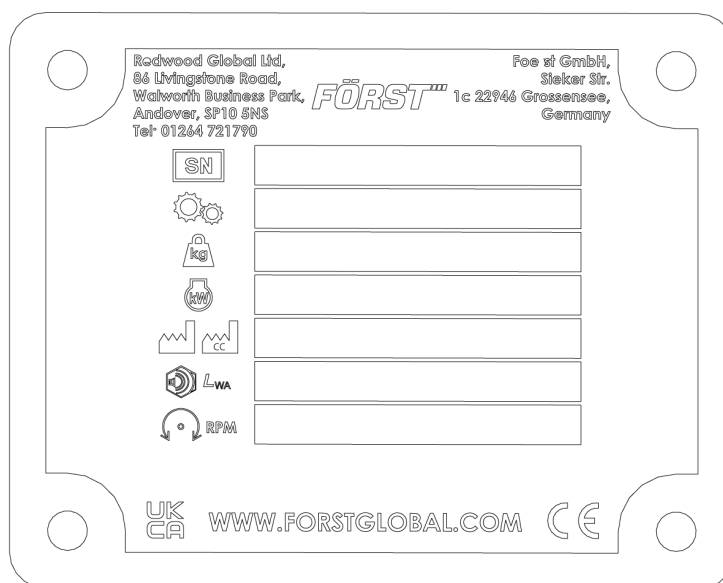 Redwood Global Ltd,
86 Livingstone Road,
Walworth Business Park,
Andover, SP10 5NS
Tel: 01264 721790
FÖRST
Foe st GmbH,
Sieker Str.
1c 22946 Grossensee,
Germany
SN
kg
kW
CC
LWA
RPM
UK
CA
WWW.FORSTGLOBAL.COM
CE